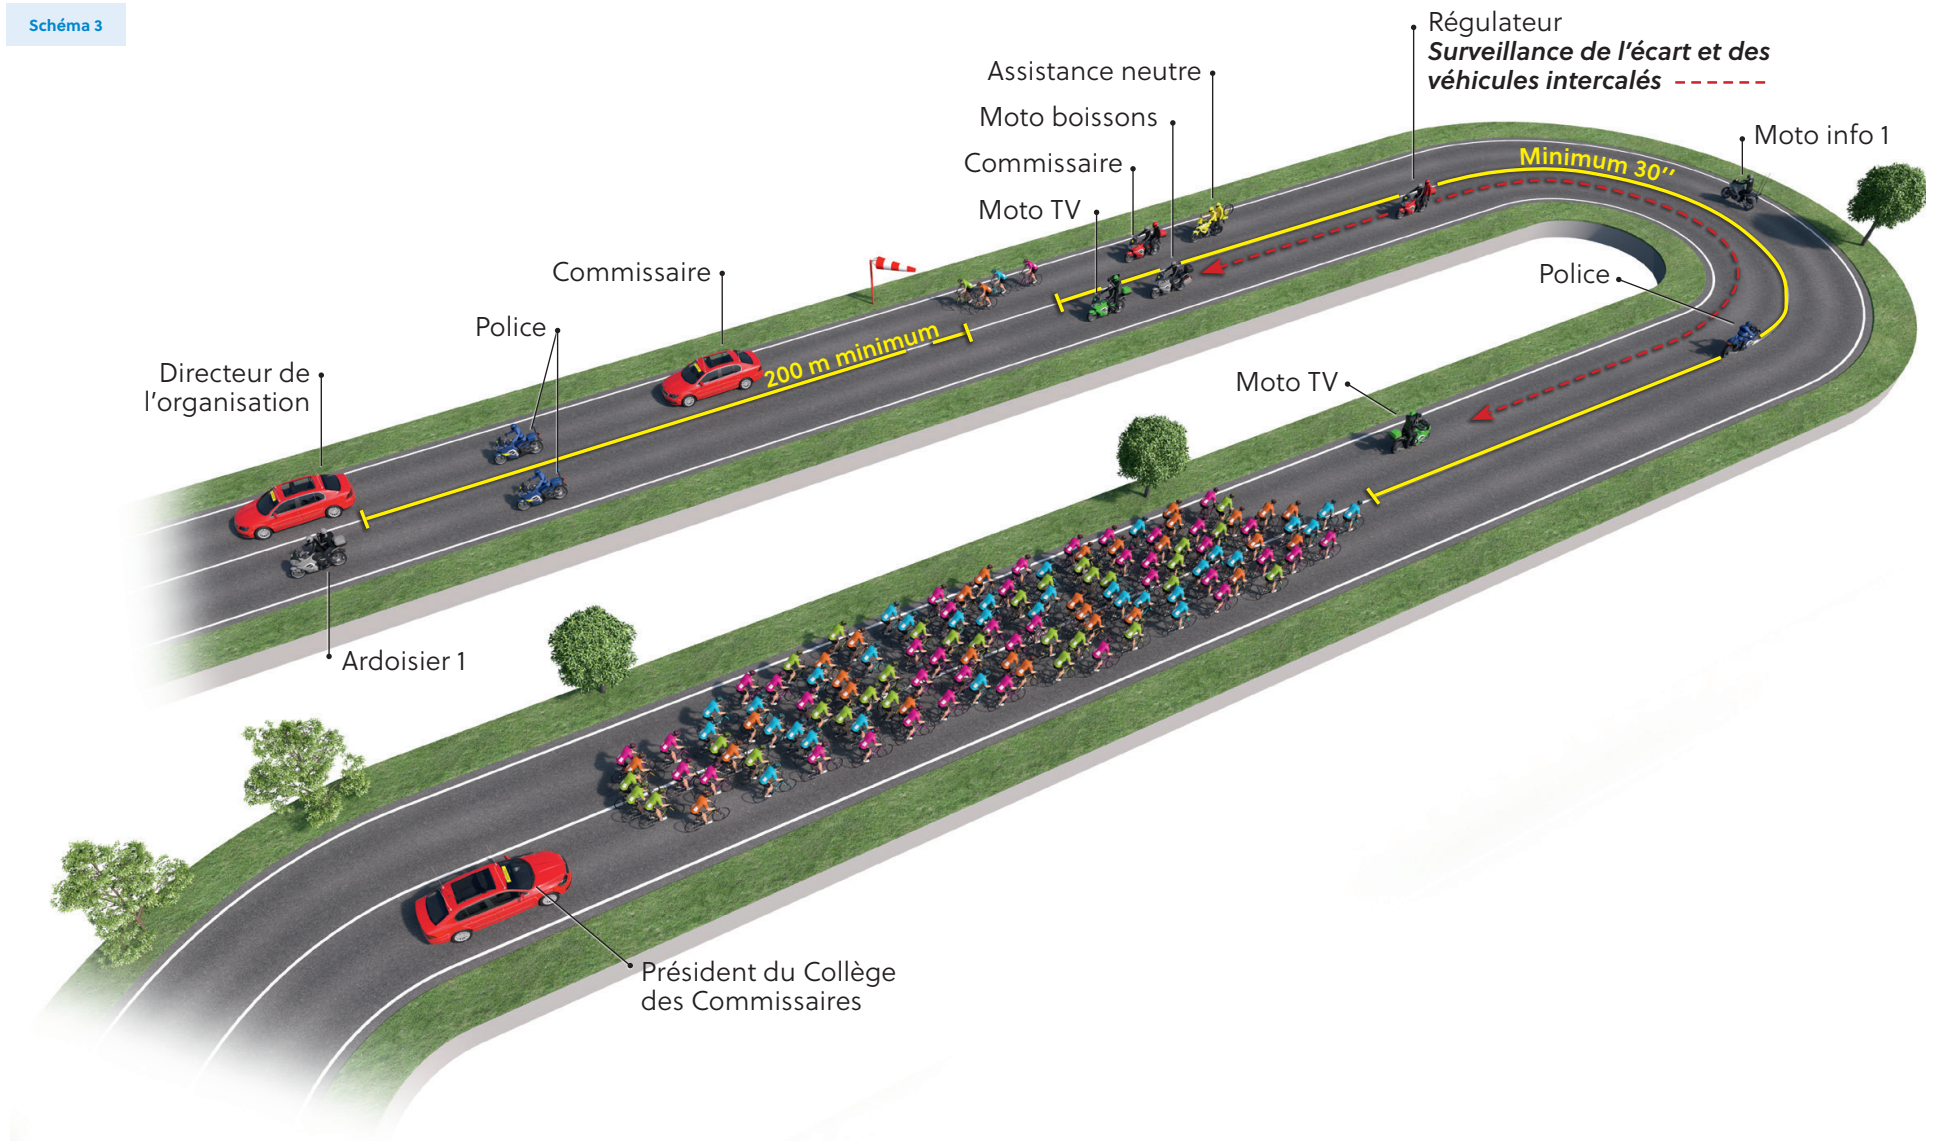 Schéma 3
Régulateur
Surveillance de l’écart et des
véhicules intercalés
Assistance neutre
Moto boissons
Commissaire
Moto TV
Moto info 1
Minimum 30’’
Commissaire
Police
Police
200 m minimum
Directeur de
l’organisation
Moto TV
Ardoisier 1
Président du Collège
des Commissaires